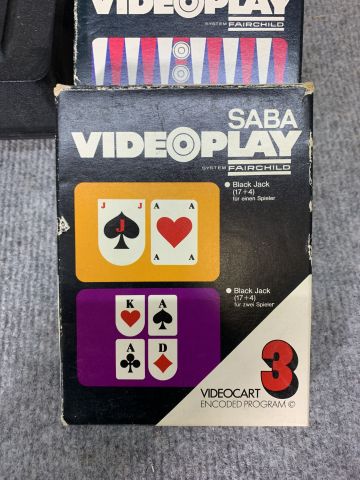 VIDEOPLAY
SYSTEM FAIRCHILD
SABA
VIDEOPLAY
SYSTEM FAIRCHILD
J J A
J
A A
• Black Jack
(17+4)
für einen Spieler
K A
A D
• Black Jack
(17+4)
für zwei Spieler
3
VIDEOCART
ENCODED PROGRAM ©